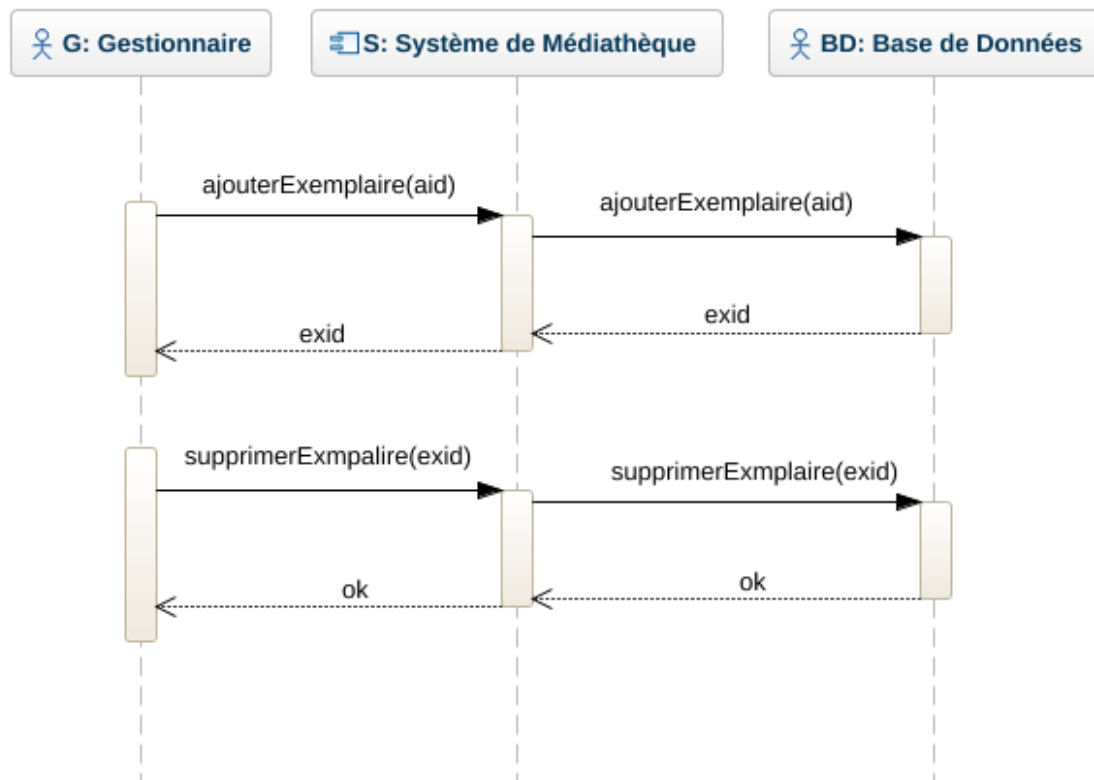 G: Gestionnaire
S: Système de Médiathèque
BD: Base de Données
ajouterExemplaire(aid)
ajouterExemplaire(aid)
exid
exid
supprimerExmpalire(exid)
supprimerExmplaire(exid)
ok
ok